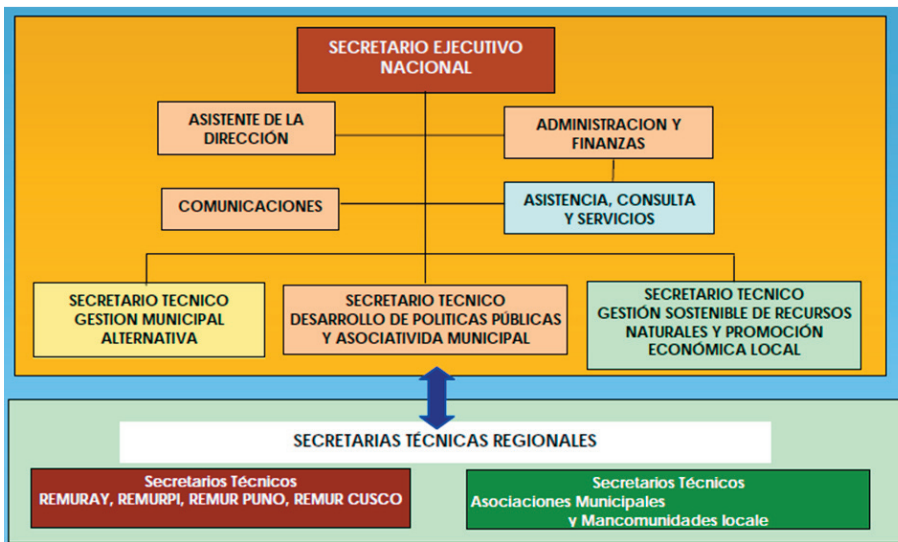 SECRETARIO EJECUTIVO
NACIONAL
ASISTENTE DE LA
DIRECCIÓN
ADMINISTRACION Y
FINANZAS
COMUNICACIONES
ASISTENCIA, CONSULTA
Y SERVICIOS
SECRETARIO TECNICO
GESTION MUNICIPAL
ALTERNATIVA
SECRETARIO TECNICO
DESARROLLO DE POLITICAS PÚBLICAS
Y ASOCIATIVIDA MUNICIPAL
SECRETARIO TECNICO
GESTIÓN SOSTENIBLE DE RECURSOS
NATURALES Y PROMOCIÓN
ECONÓMICA LOCAL
SECRETARIAS TÉCNICAS REGIONALES
Secretarios Técnicos
REMURAY, REMURPI, REMUR PUNO, REMUR CUSCO
Secretarios Técnicos
Asociaciones Municipales
y Mancomunidades locale